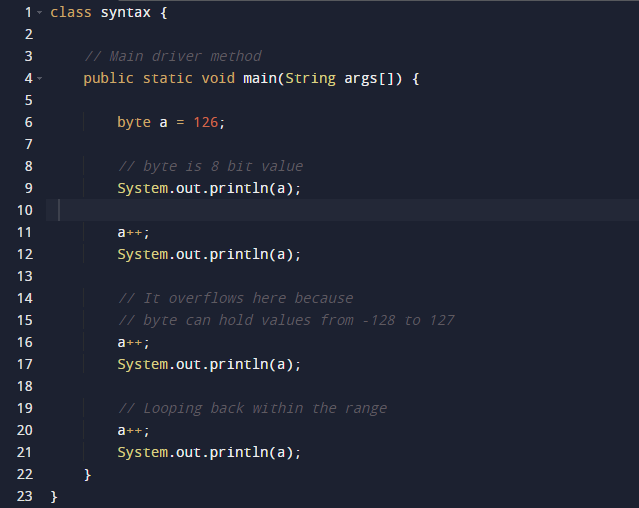 1 class syntax {
2
3     // Main driver method
4     public static void main(String args[]) {
5
6         byte a = 126;
7
8         // byte is 8 bit value
9         System.out.println(a);
10
11         a++;
12         System.out.println(a);
13
14         // It overflows here because
15         // byte can hold values from -128 to 127
16         a++;
17         System.out.println(a);
18
19         // Looping back within the range
20         a++;
21         System.out.println(a);
22     }
23 }